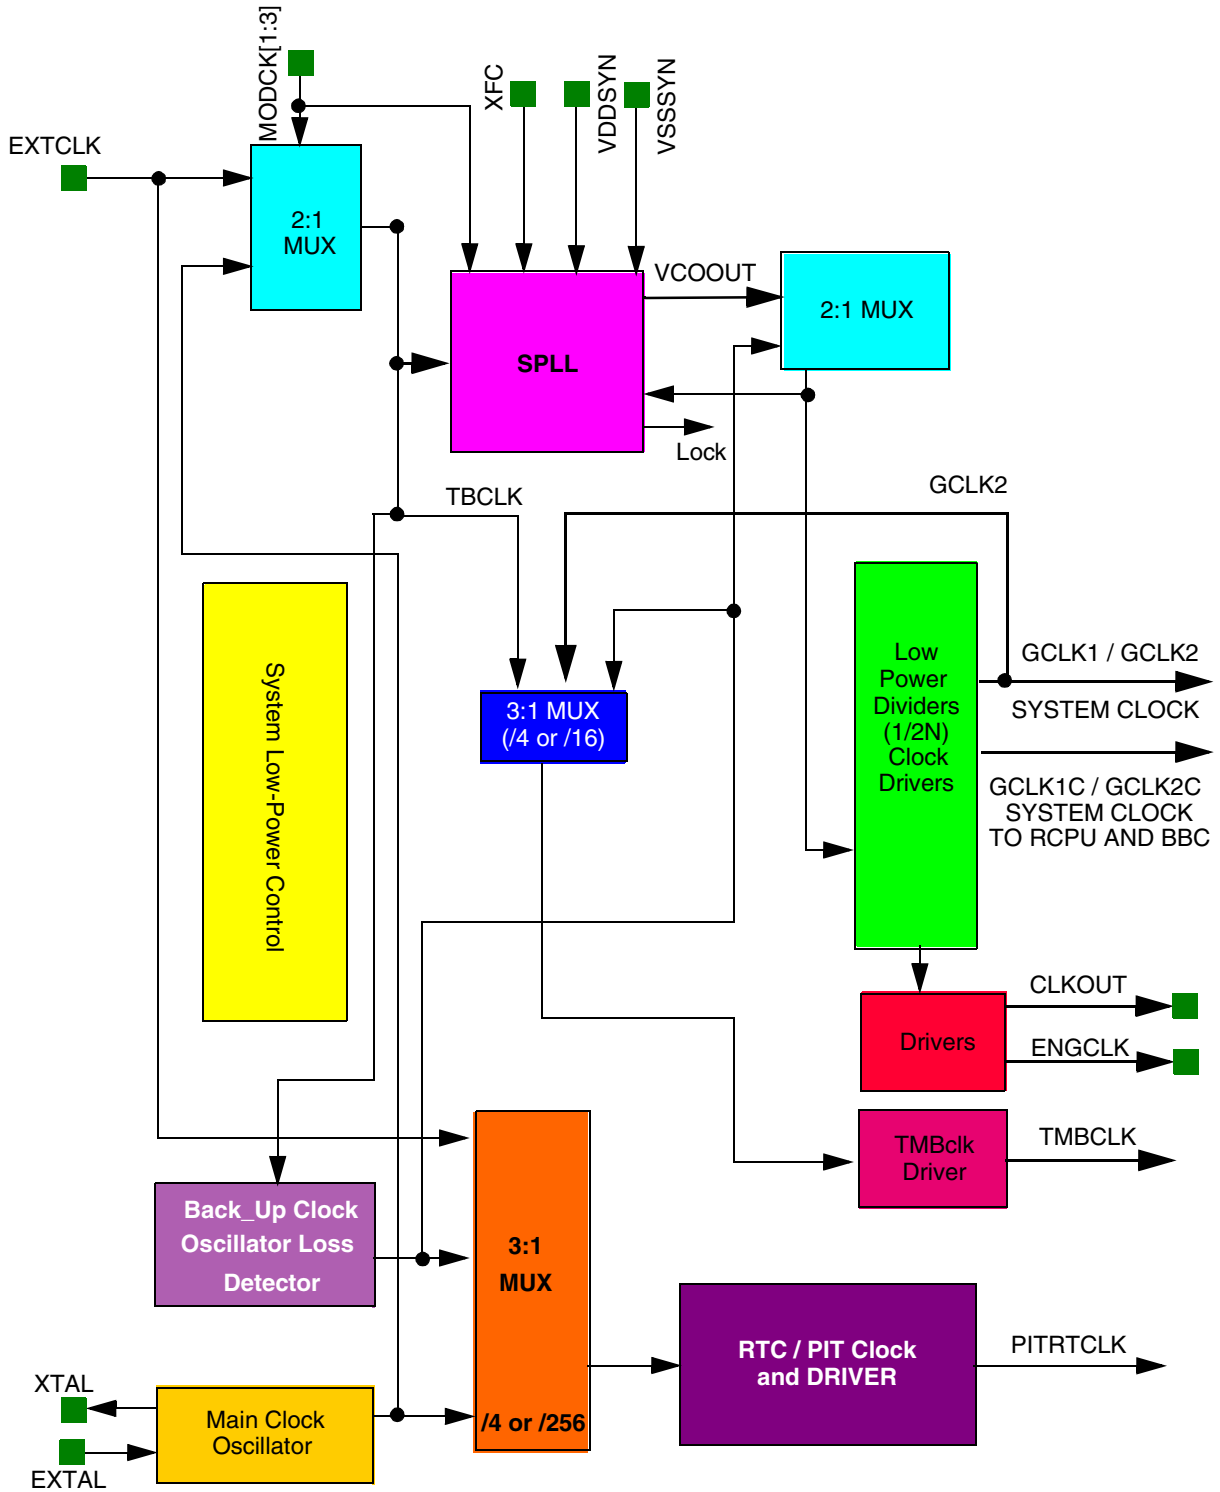 MODCK[1:3]
XFC
VDDSYN
VSSSYN
EXTCLK
2:1
MUX
VCOOUT
2:1 MUX
SPLL
Lock
TBCLK
GCLK2
System Low-Power Control
Low
Power
Dividers
(1/2N)
Clock
Drivers
GCLK1 / GCLK2
SYSTEM CLOCK
3:1 MUX
(/4 or /16)
GCLK1C / GCLK2C
SYSTEM CLOCK
TO RCPU AND BBC
CLKOUT
Drivers
ENGCLK
TMBclk
Driver
TMBCLK
Back_Up Clock
Oscillator Loss
Detector
3:1
MUX
/4 or /256
RTC / PIT Clock
and DRIVER
PITRTCLK
XTAL
Main Clock
Oscillator
EXTAL